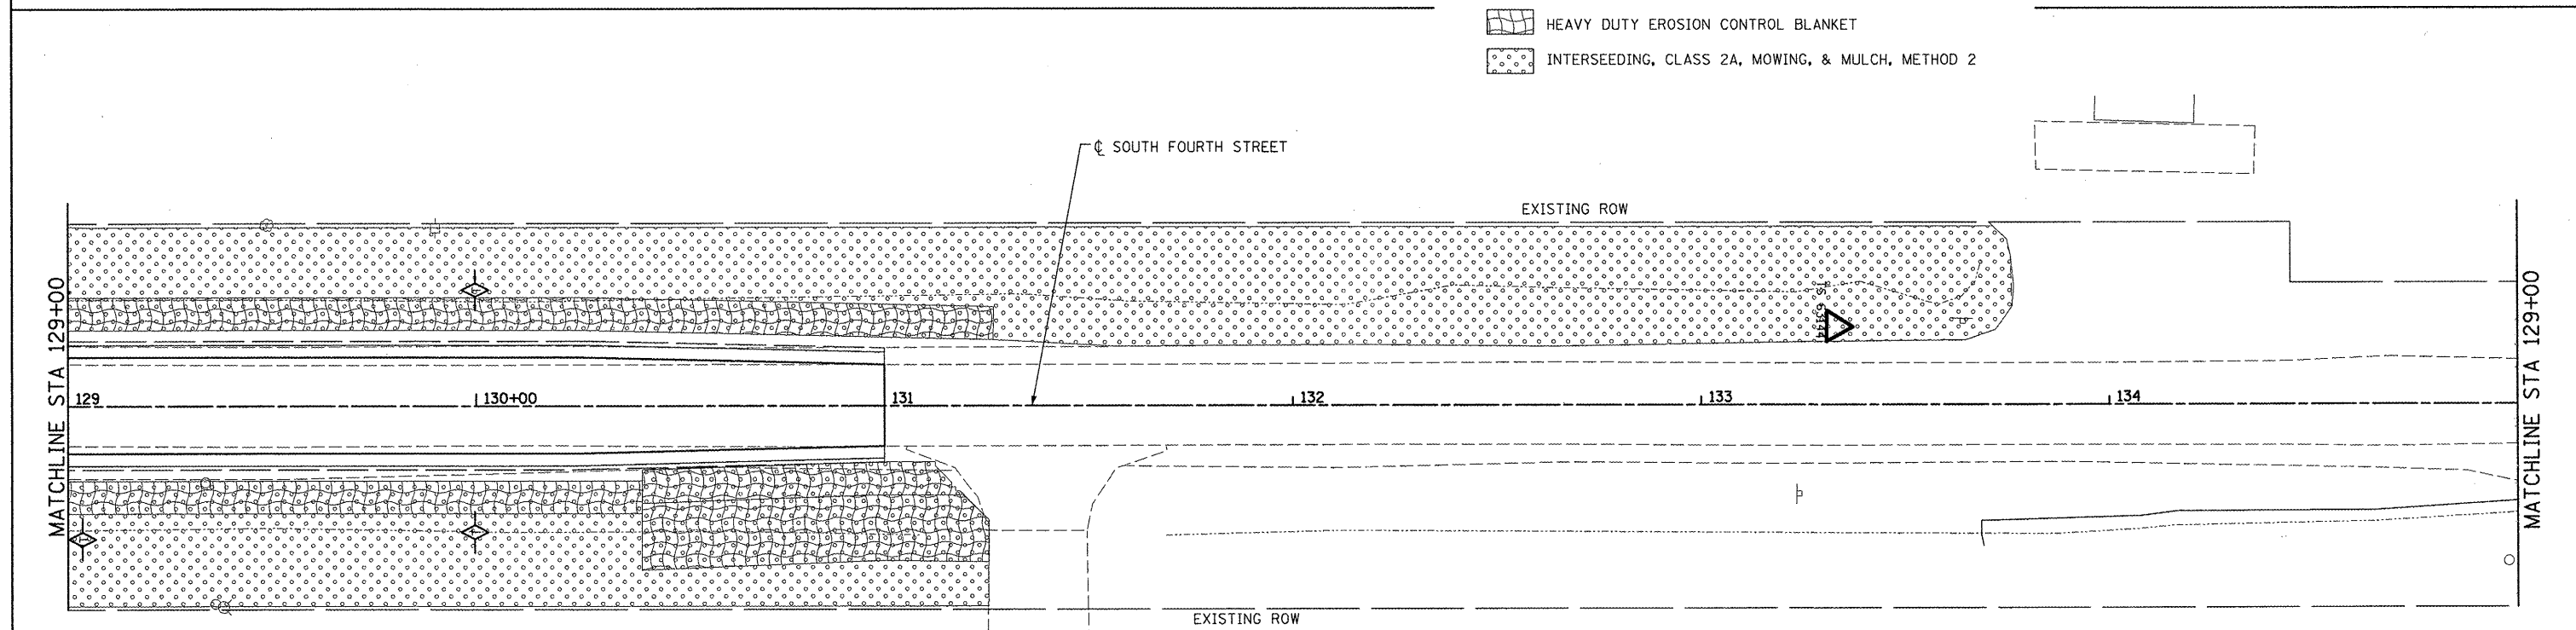 HEAVY DUTY EROSION CONTROL BLANKET
INTERSEEDING, CLASS 2A, MOWING, & MULCH, METHOD 2
℄ SOUTH FOURTH STREET
EXISTING ROW
MATCHLINE STA 129+00
129
130+00
131
132
133
134
MATCHLINE STA 129+00
EXISTING ROW